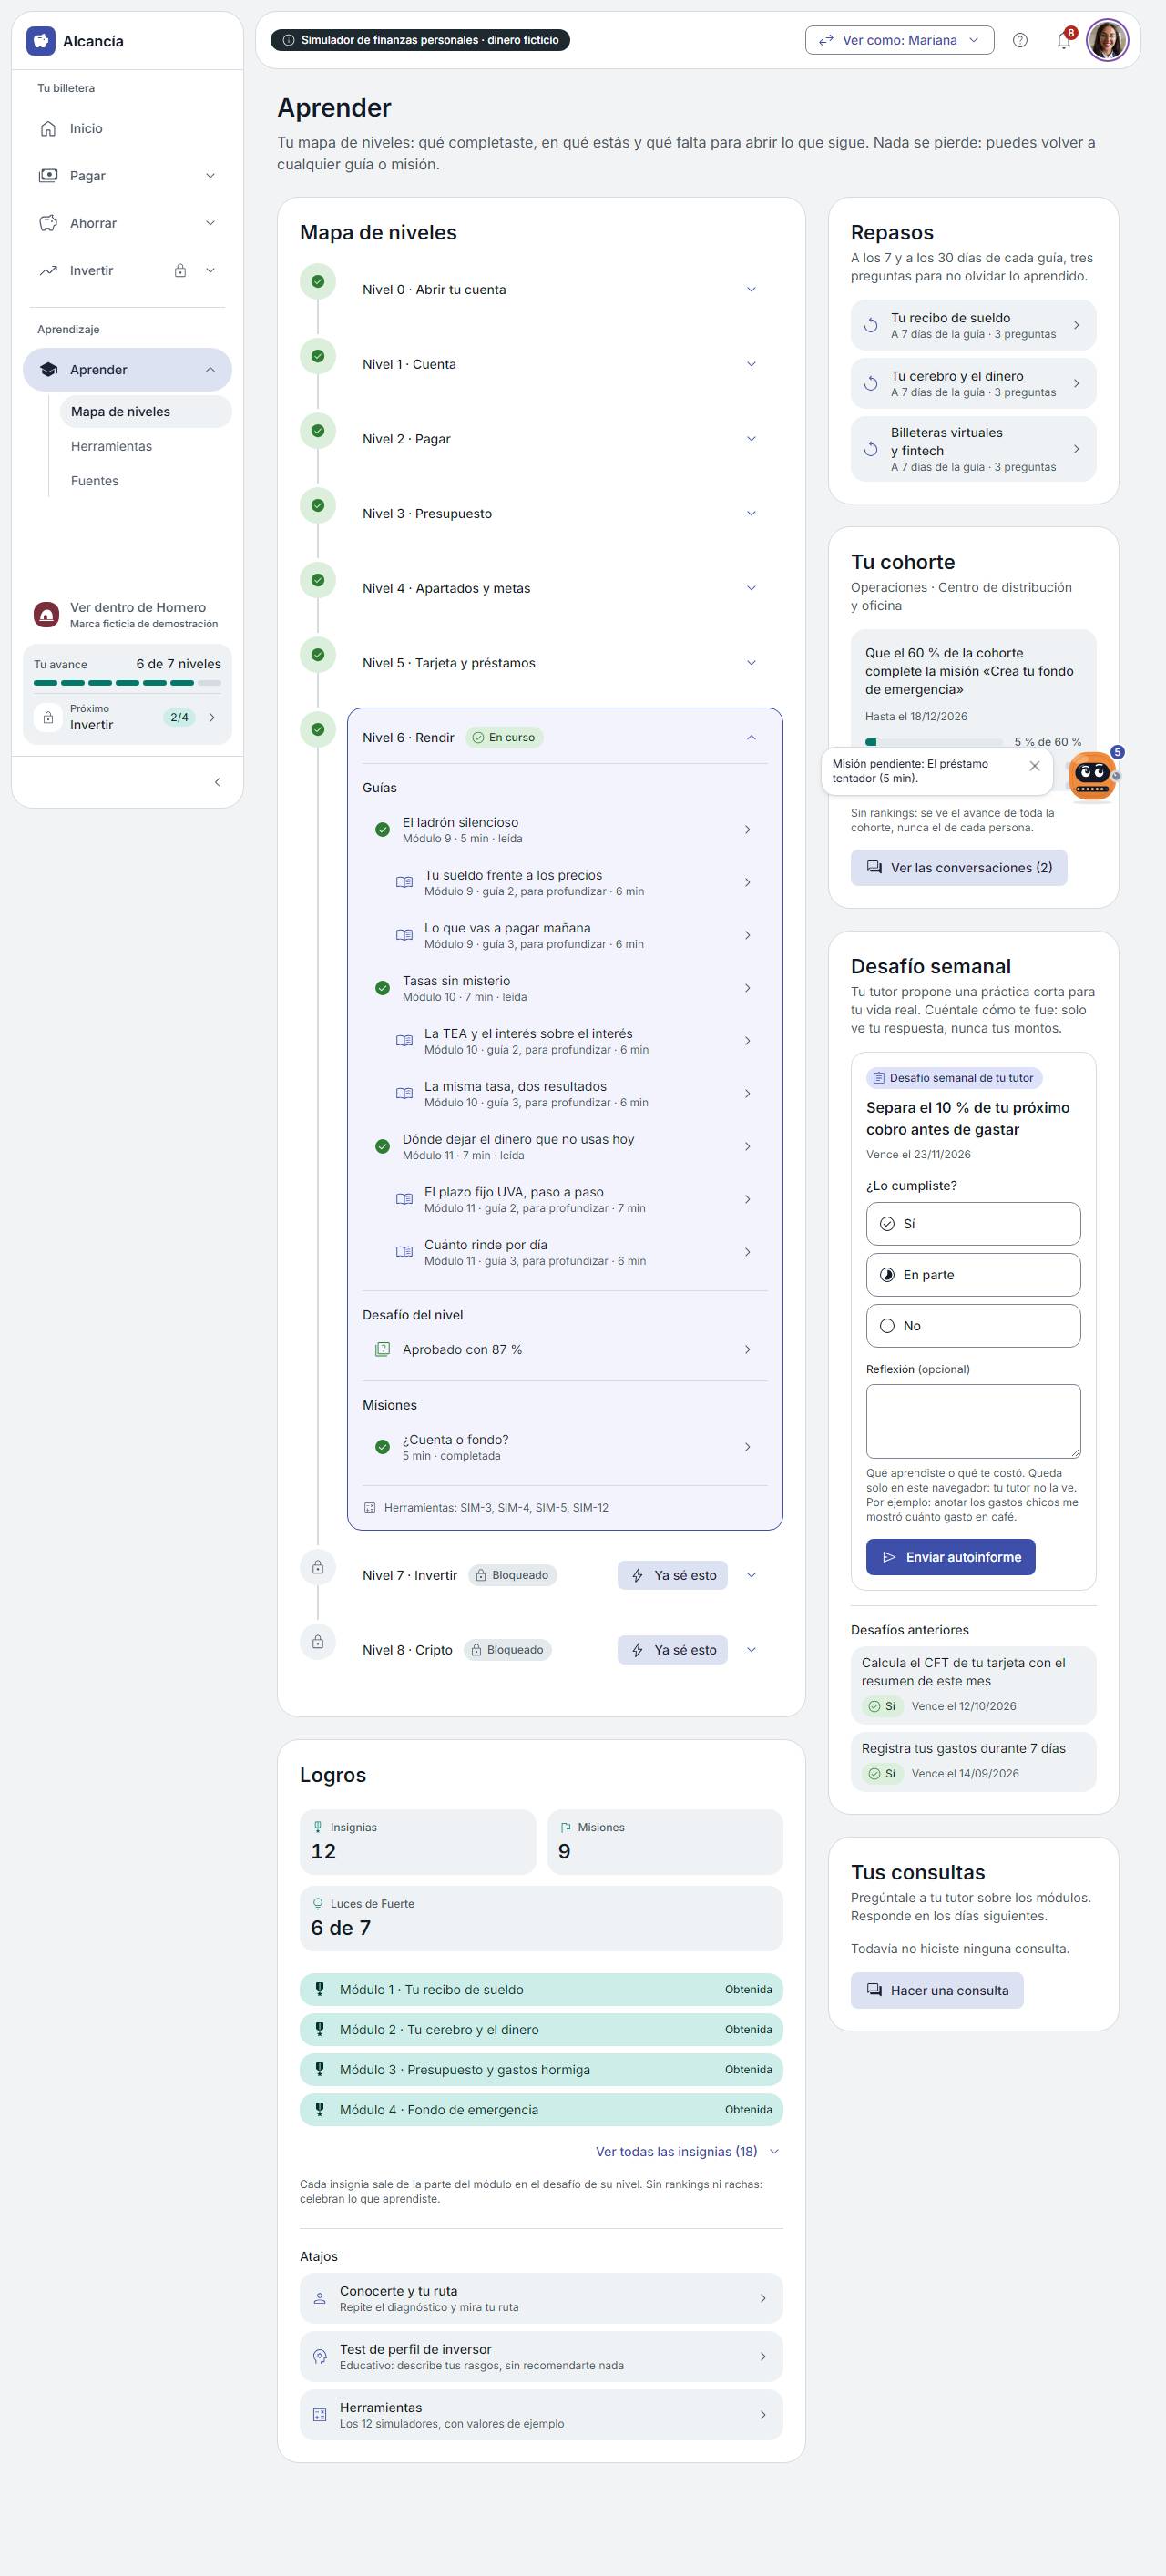 Alcancía
Tu billetera
Inicio
Pagar
Ahorrar
Invertir
Aprendizaje
Aprender
Mapa de niveles
Herramientas
Fuentes
Ver dentro de Hornero
Marca ficticia de demostración
Tu avance
6 de 7 niveles
Próximo
Invertir
2/4
Simulador de finanzas personales · dinero ficticio
Ver como: Mariana
8
Aprender
Tu mapa de niveles: qué completaste, en qué estás y qué falta para abrir lo que sigue. Nada se pierde: puedes volver a
cualquier guía o misión.
Mapa de niveles
Nivel 0 · Abrir tu cuenta
Nivel 1 · Cuenta
Nivel 2 · Pagar
Nivel 3 · Presupuesto
Nivel 4 · Apartados y metas
Nivel 5 · Tarjeta y préstamos
Nivel 6 · Rendir
En curso
Guías
El ladrón silencioso
Módulo 9 · 5 min · leída
Tu sueldo frente a los precios
Módulo 9 · guía 2, para profundizar · 6 min
Lo que vas a pagar mañana
Módulo 9 · guía 3, para profundizar · 6 min
Tasas sin misterio
Módulo 10 · 7 min · leída
La TEA y el interés sobre el interés
Módulo 10 · guía 2, para profundizar · 6 min
La misma tasa, dos resultados
Módulo 10 · guía 3, para profundizar · 6 min
Dónde dejar el dinero que no usas hoy
Módulo 11 · 7 min · leída
El plazo fijo UVA, paso a paso
Módulo 11 · guía 2, para profundizar · 7 min
Cuánto rinde por día
Módulo 11 · guía 3, para profundizar · 6 min
Desafío del nivel
Aprobado con 87 %
Misiones
¿Cuenta o fondo?
5 min · completada
Herramientas: SIM-3, SIM-4, SIM-5, SIM-12
Nivel 7 · Invertir
Bloqueado
Ya sé esto
Nivel 8 · Cripto
Bloqueado
Ya sé esto
Logros
Insignias
12
Misiones
9
Luces de Fuerte
6 de 7
Módulo 1 · Tu recibo de sueldo
Obtenida
Módulo 2 · Tu cerebro y el dinero
Obtenida
Módulo 3 · Presupuesto y gastos hormiga
Obtenida
Módulo 4 · Fondo de emergencia
Obtenida
Ver todas las insignias (18)
Cada insignia sale de la parte del módulo en el desafío de su nivel. Sin rankings ni rachas:
celebran lo que aprendiste.
Atajos
Conocerte y tu ruta
Repite el diagnóstico y mira tu ruta
Test de perfil de inversor
Educativo: describe tus rasgos, sin recomendarte nada
Herramientas
Los 12 simuladores, con valores de ejemplo
Repasos
A los 7 y a los 30 días de cada guía, tres
preguntas para no olvidar lo aprendido.
Tu recibo de sueldo
A 7 días de la guía · 3 preguntas
Tu cerebro y el dinero
A 7 días de la guía · 3 preguntas
Billeteras virtuales
y fintech
A 7 días de la guía · 3 preguntas
Tu cohorte
Operaciones · Centro de distribución
y oficina
Que el 60 % de la cohorte
complete la misión «Crea tu fondo
de emergencia»
Hasta el 18/12/2026
5 % de 60 %
Misión pendiente: El préstamo
tentador (5 min).
5
Sin rankings: se ve el avance de toda la
cohorte, nunca el de cada persona.
Ver las conversaciones (2)
Desafío semanal
Tu tutor propone una práctica corta para
tu vida real. Cuéntale cómo te fue: solo
ve tu respuesta, nunca tus montos.
Desafío semanal de tu tutor
Separa el 10 % de tu próximo
cobro antes de gastar
Vence el 23/11/2026
¿Lo cumpliste?
Sí
En parte
No
Reflexión (opcional)
Qué aprendiste o qué te costó. Queda
solo en este navegador: tu tutor no la ve.
Por ejemplo: anotar los gastos chicos me
mostró cuánto gasto en café.
Enviar autoinforme
Desafíos anteriores
Calcula el CFT de tu tarjeta con el
resumen de este mes
Sí
Vence el 12/10/2026
Registra tus gastos durante 7 días
Sí
Vence el 14/09/2026
Tus consultas
Pregúntale a tu tutor sobre los módulos.
Responde en los días siguientes.
Todavía no hiciste ninguna consulta.
Hacer una consulta